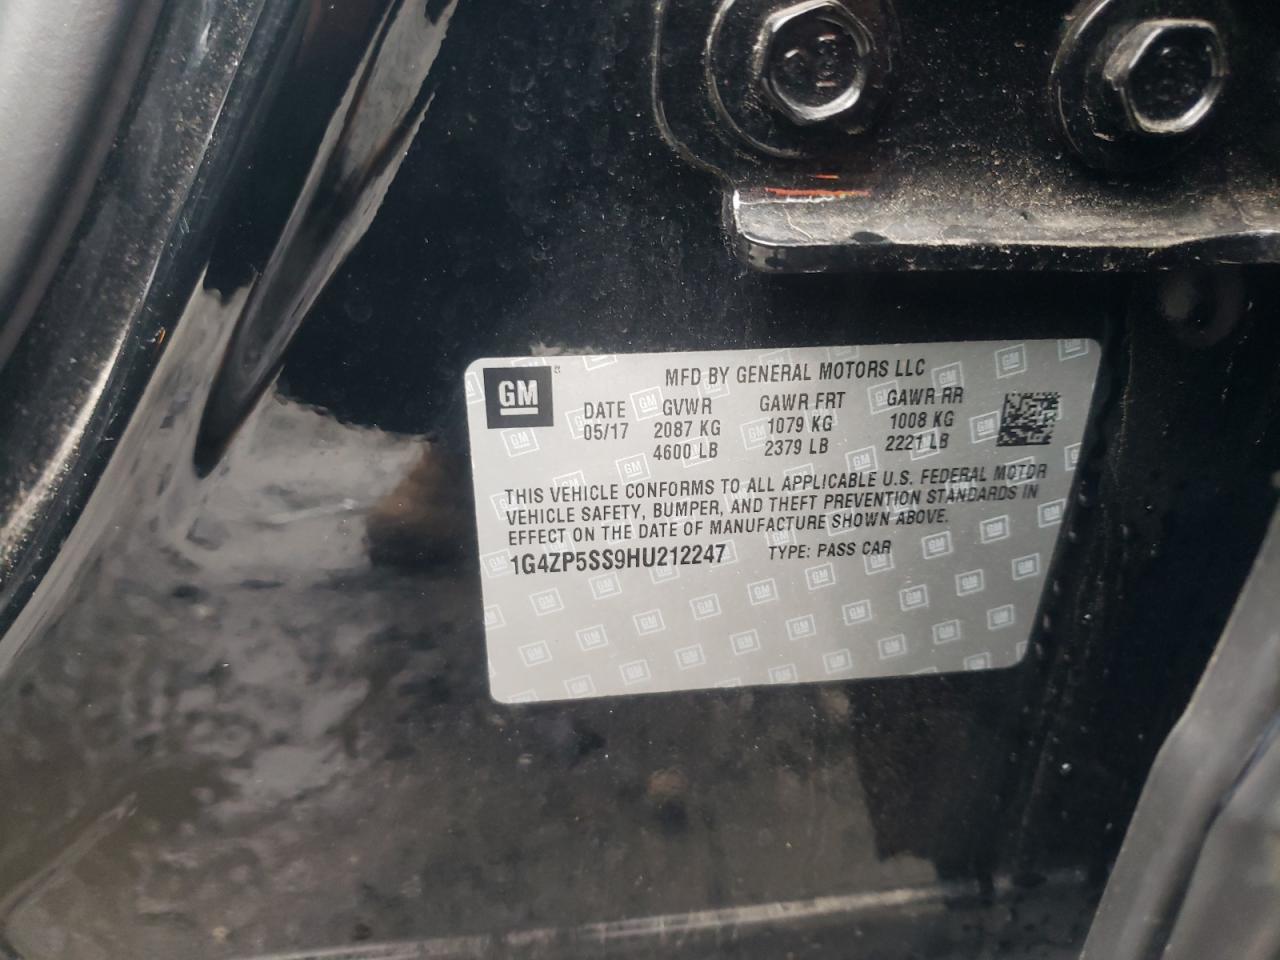 GM
MFD BY GENERAL MOTORS LLC
DATE GVWR GAWR FRT GAWR RR
05/17 2087 KG 1079 KG 1008 KG
4600 LB 2379 LB 2221 LB
THIS VEHICLE CONFORMS TO ALL APPLICABLE U.S. FEDERAL MOTOR
VEHICLE SAFETY, BUMPER, AND THEFT PREVENTION STANDARDS IN
EFFECT ON THE DATE OF MANUFACTURE SHOWN ABOVE.
1G4ZP5SS9HU212247 TYPE: PASS CAR